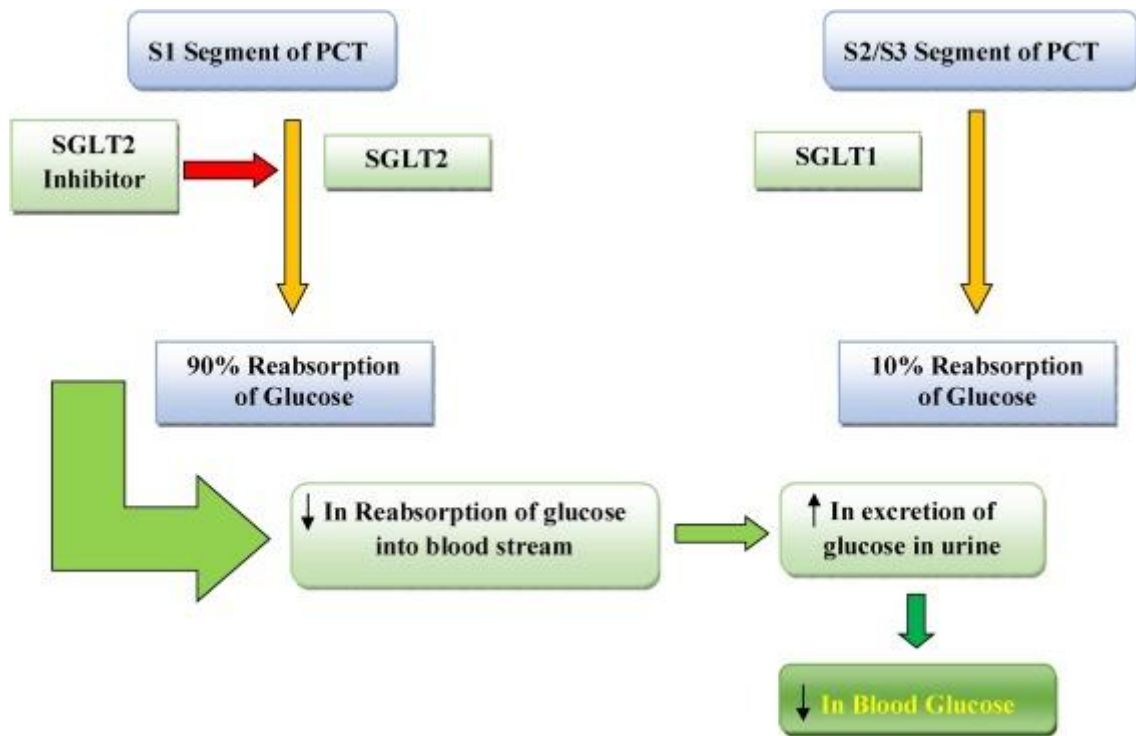 S1 Segment of PCT
S2/S3 Segment of PCT
SGLT2
Inhibitor
SGLT2
SGLT1
90% Reabsorption
of Glucose
10% Reabsorption
of Glucose
↓ In Reabsorption of glucose
into blood stream
↑ In excretion of
glucose in urine
↓ In Blood Glucose